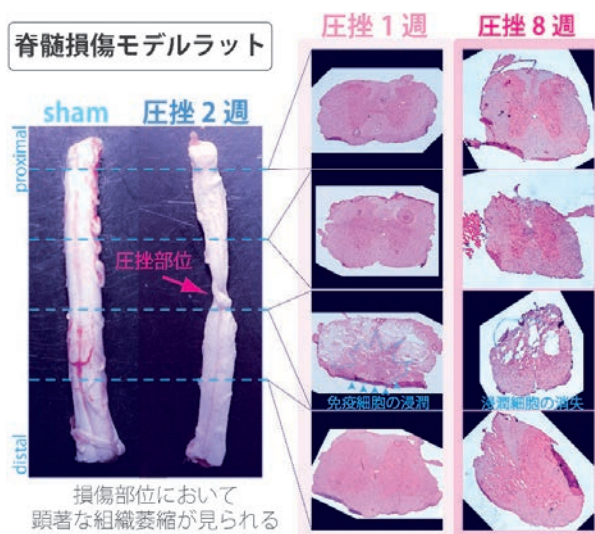 脊髄損傷モデルラット
sham
圧挫2週
proximal
圧挫部位
distal
損傷部位において
顕著な組織萎縮が見られる
圧挫1週
圧挫8週
免疫細胞の浸潤
浸潤細胞の消失